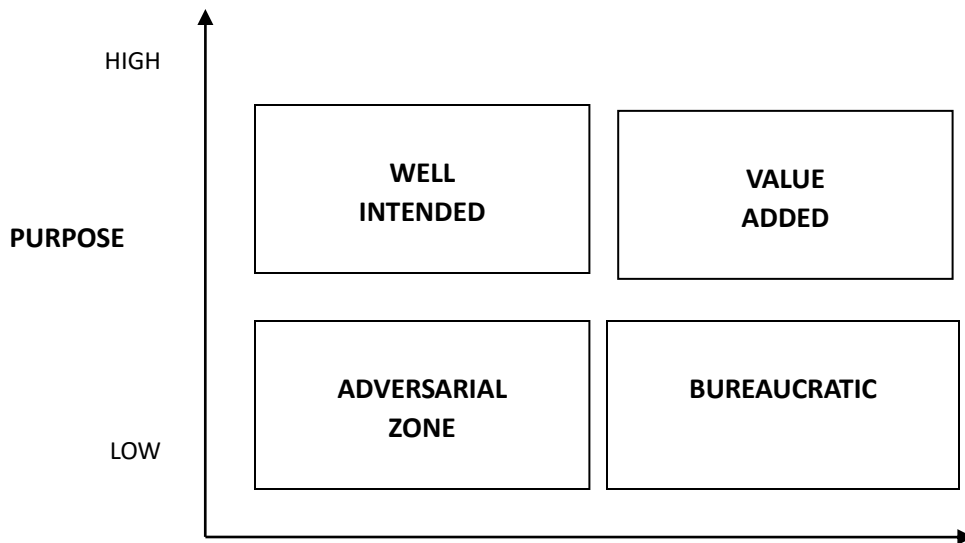 HIGH
WELL
INTENDED
VALUE
ADDED
PURPOSE
ADVERSARIAL
ZONE
BUREAUCRATIC
LOW